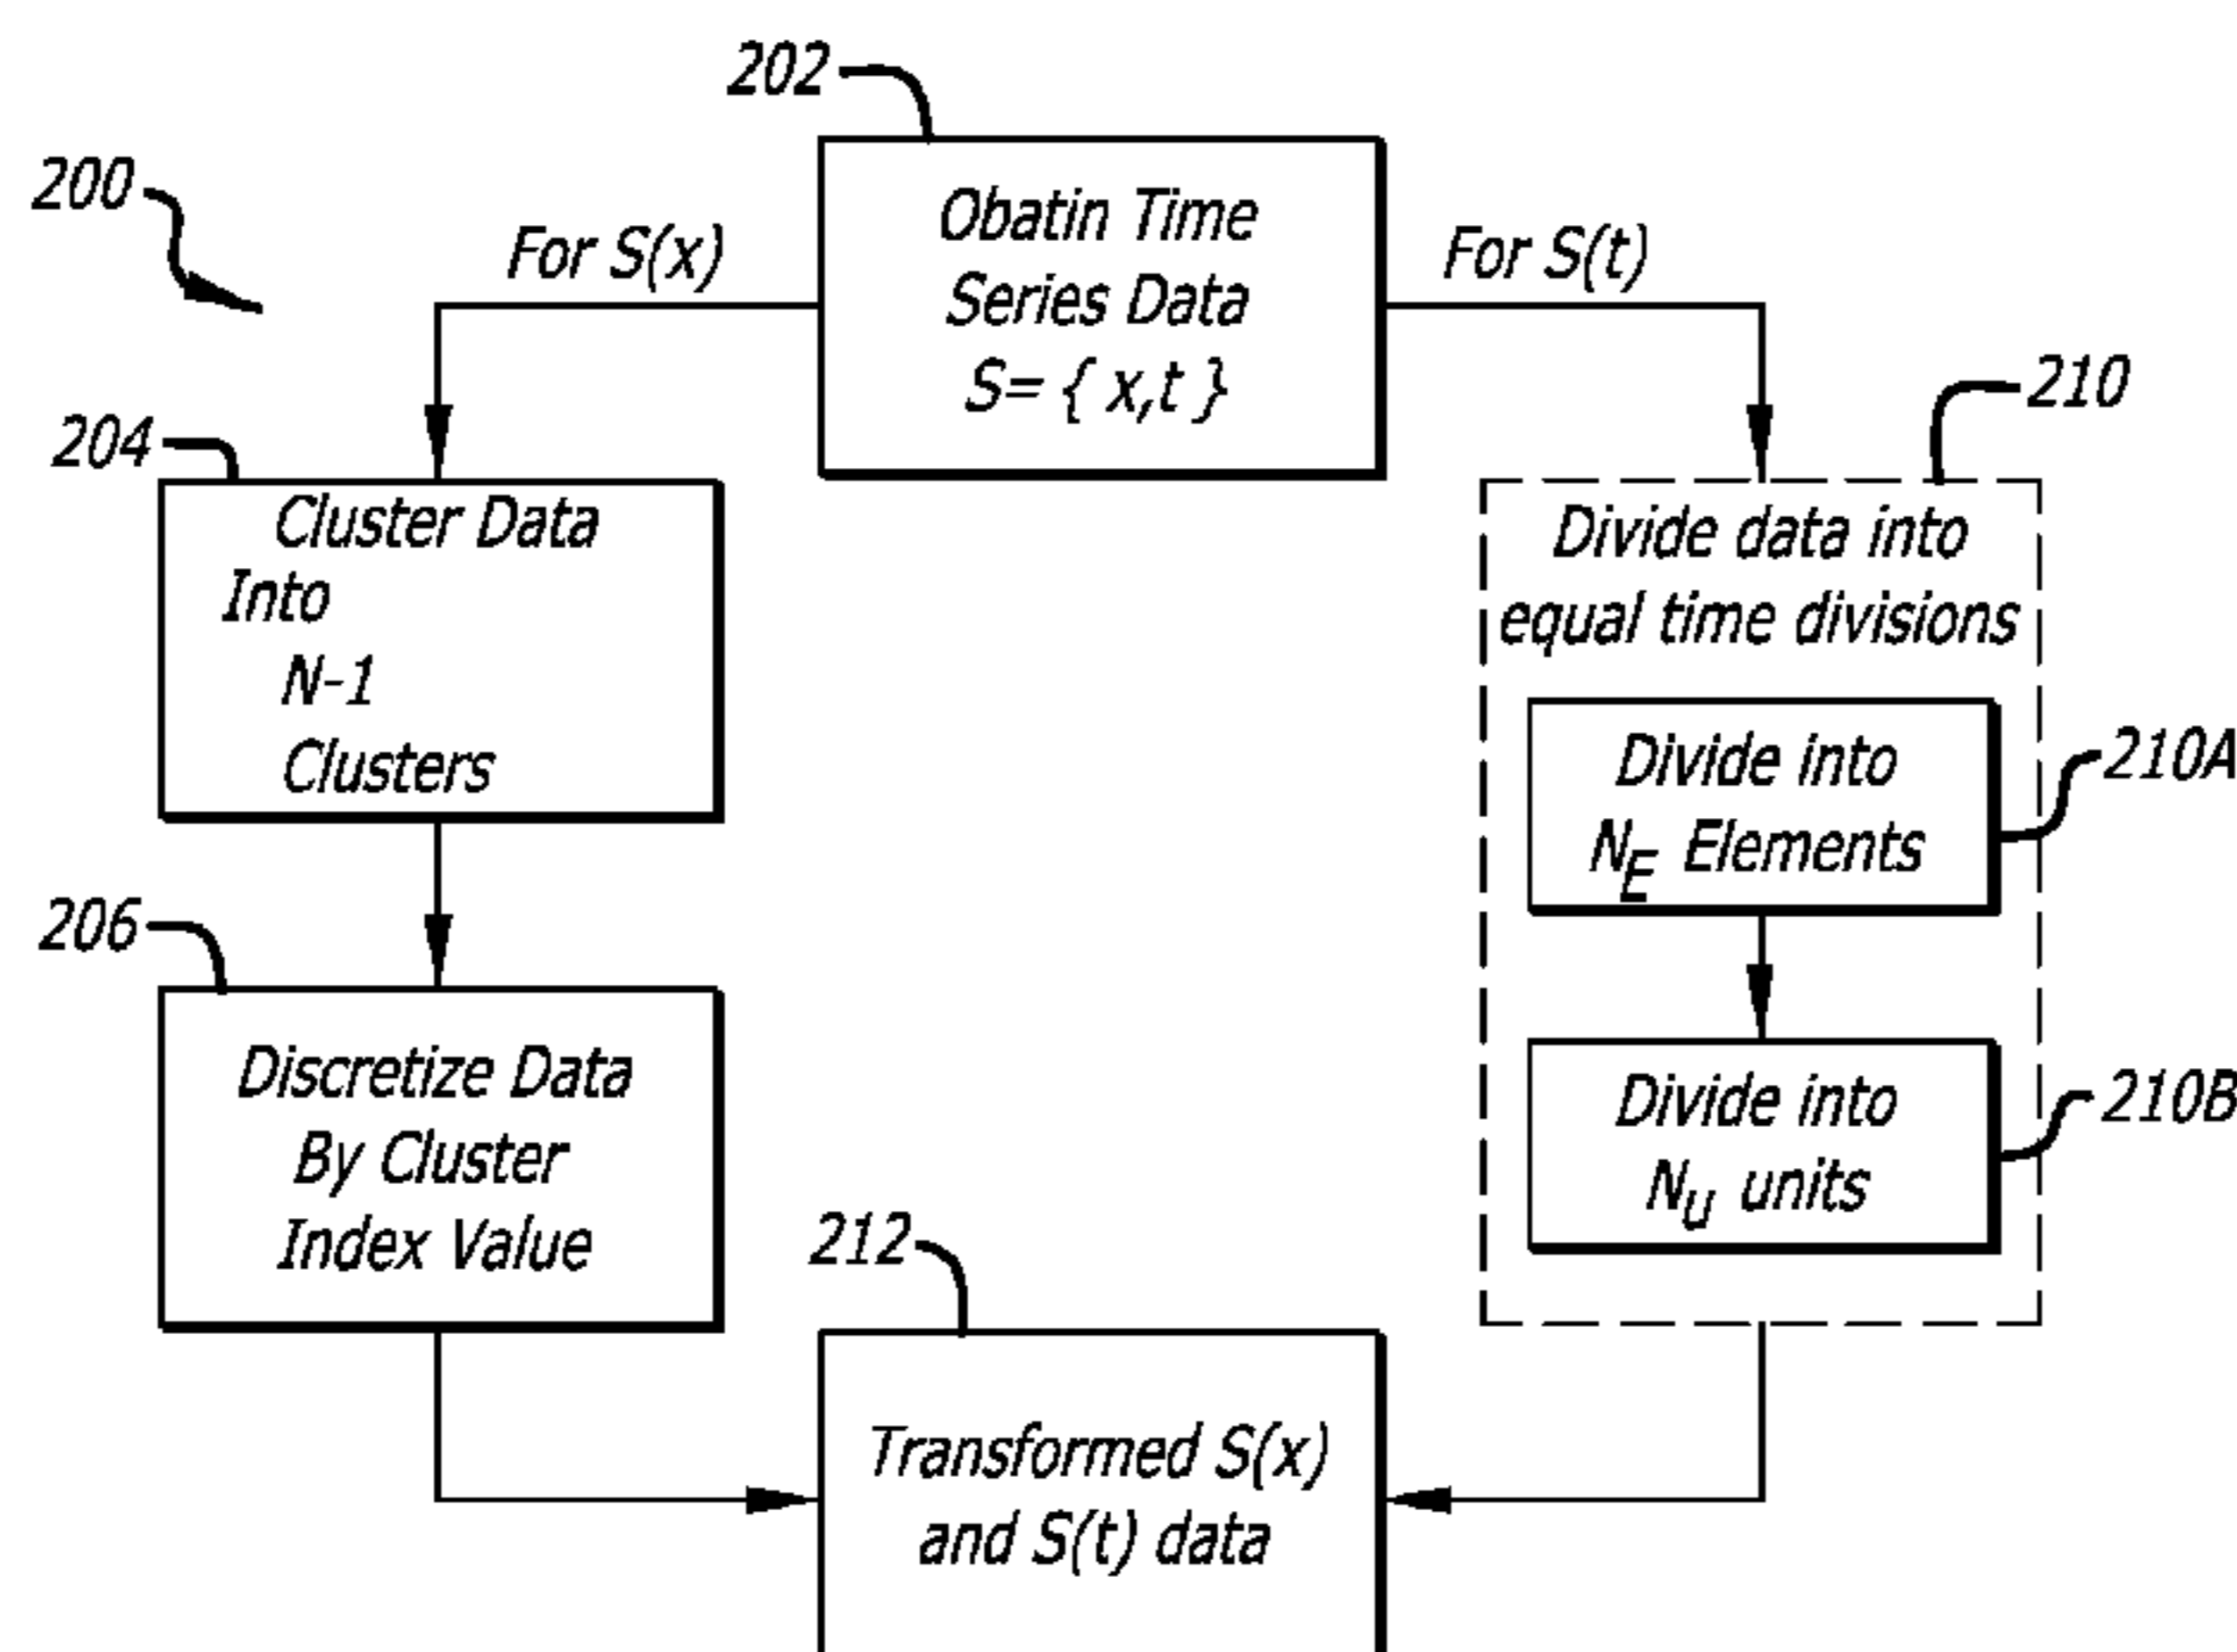 202
200
For S(x)
Obatin Time
Series Data
S= { x,t }
For S(t)
210
204
Cluster Data
Into
N-1
Clusters
Divide data into
equal time divisions
Divide into
N_E Elements
210A
206
Discretize Data
By Cluster
Index Value
Divide into
N_U units
210B
212
Transformed S(x)
and S(t) data